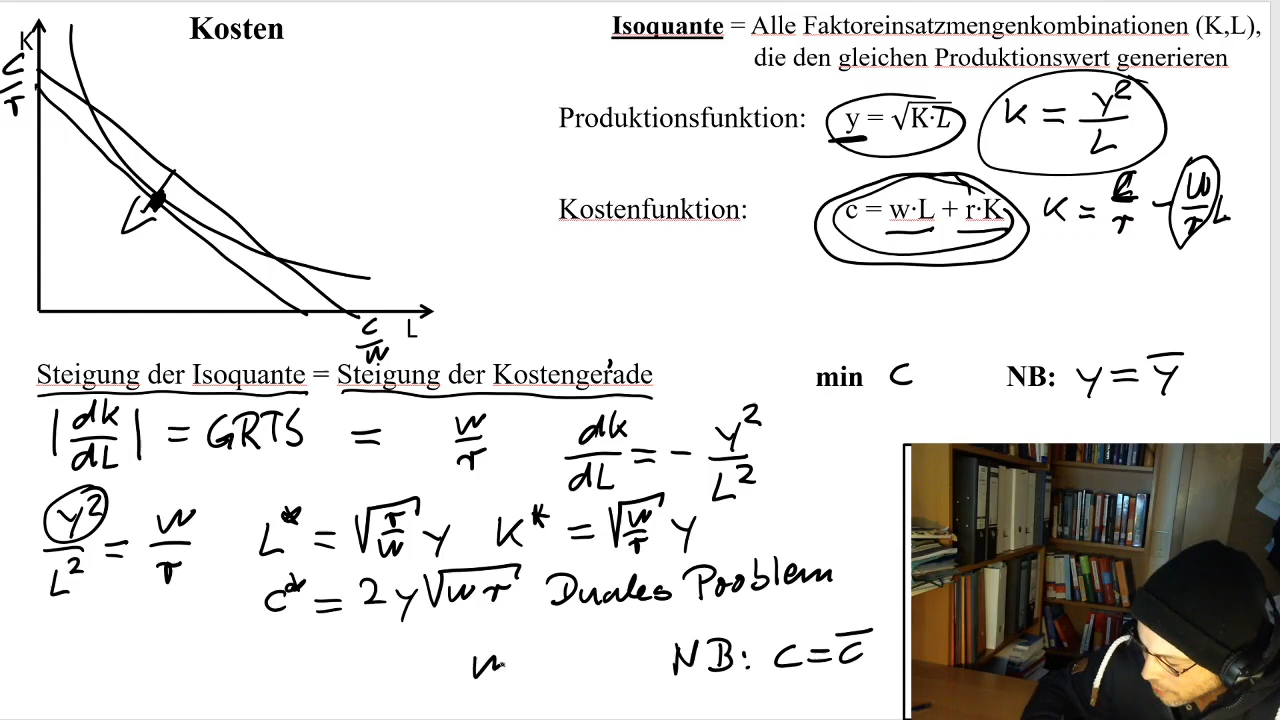 Kosten
Isoquante = Alle Faktoreinsatzmengenkombinationen (K,L),
die den gleichen Produktionswert generieren
K
C/r
Produktionsfunktion: y = √K·L K = y²/L
Kostenfunktion: c = w·L + r·K K = c/r - w/r L
C/w L
Steigung der Isoquante = Steigung der Kostengerade
min C NB: y = ȳ
|dK/dL| = GRTS = w/r dK/dL = - y²/L²
y²/L² = w/r L* = √(r/w) y K* = √(w/r) y
C* = 2y√(wr) Duales Problem
NB: C = C̄